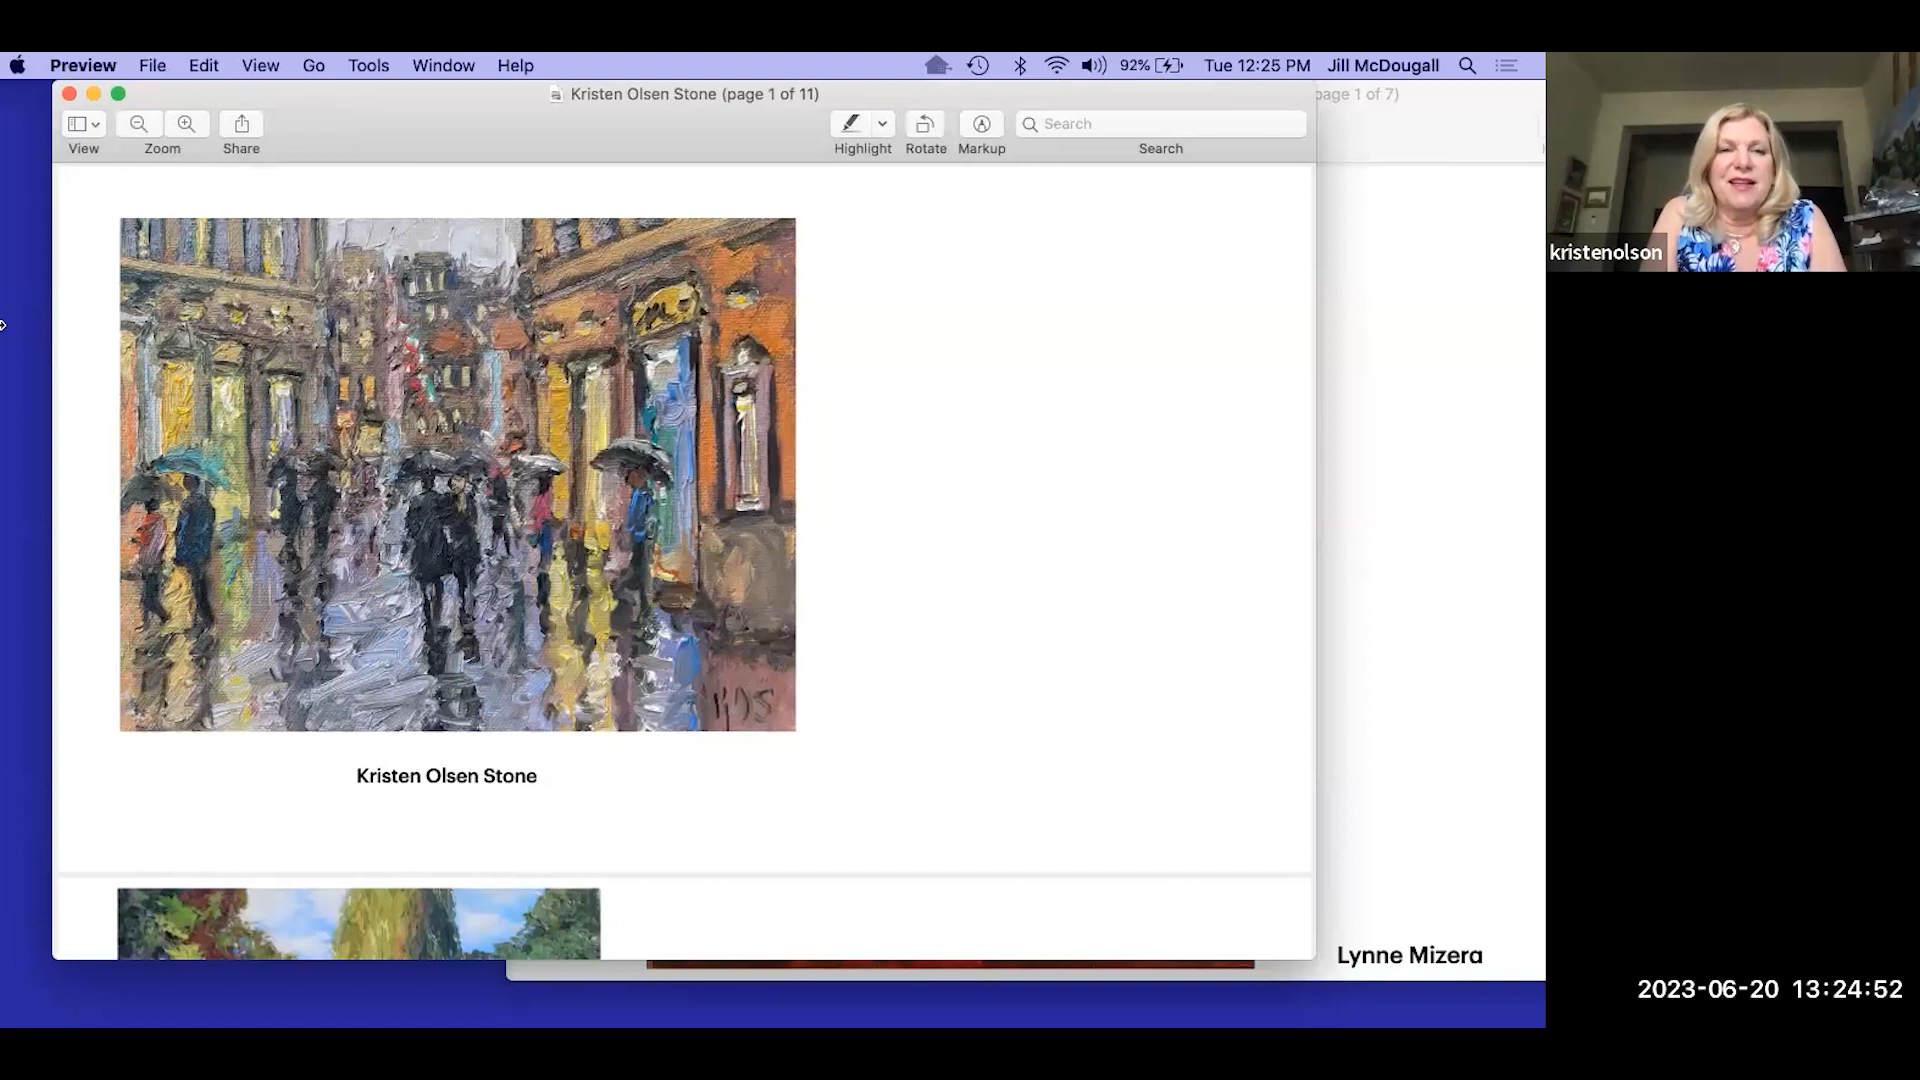 Preview File Edit View Go Tools Window Help 92% Tue 12:25 PM Jill McDougall
Kristen Olsen Stone (page 1 of 11)
page 1 of 7)
Search
View Zoom Share Highlight Rotate Markup Search
kristenolson
KOS
Kristen Olsen Stone
Lynne Mizera
2023-06-20 13:24:52